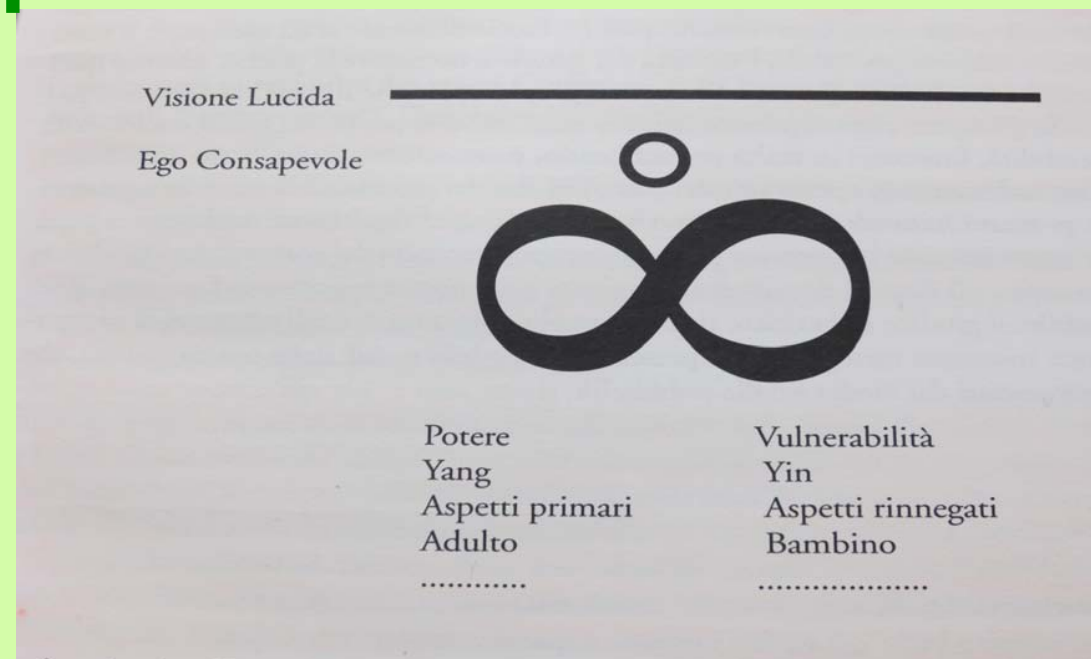 Visione Lucida
Ego Consapevole
Potere
Yang
Aspetti primari
Adulto
............
Vulnerabilità
Yin
Aspetti rinnegati
Bambino
...................